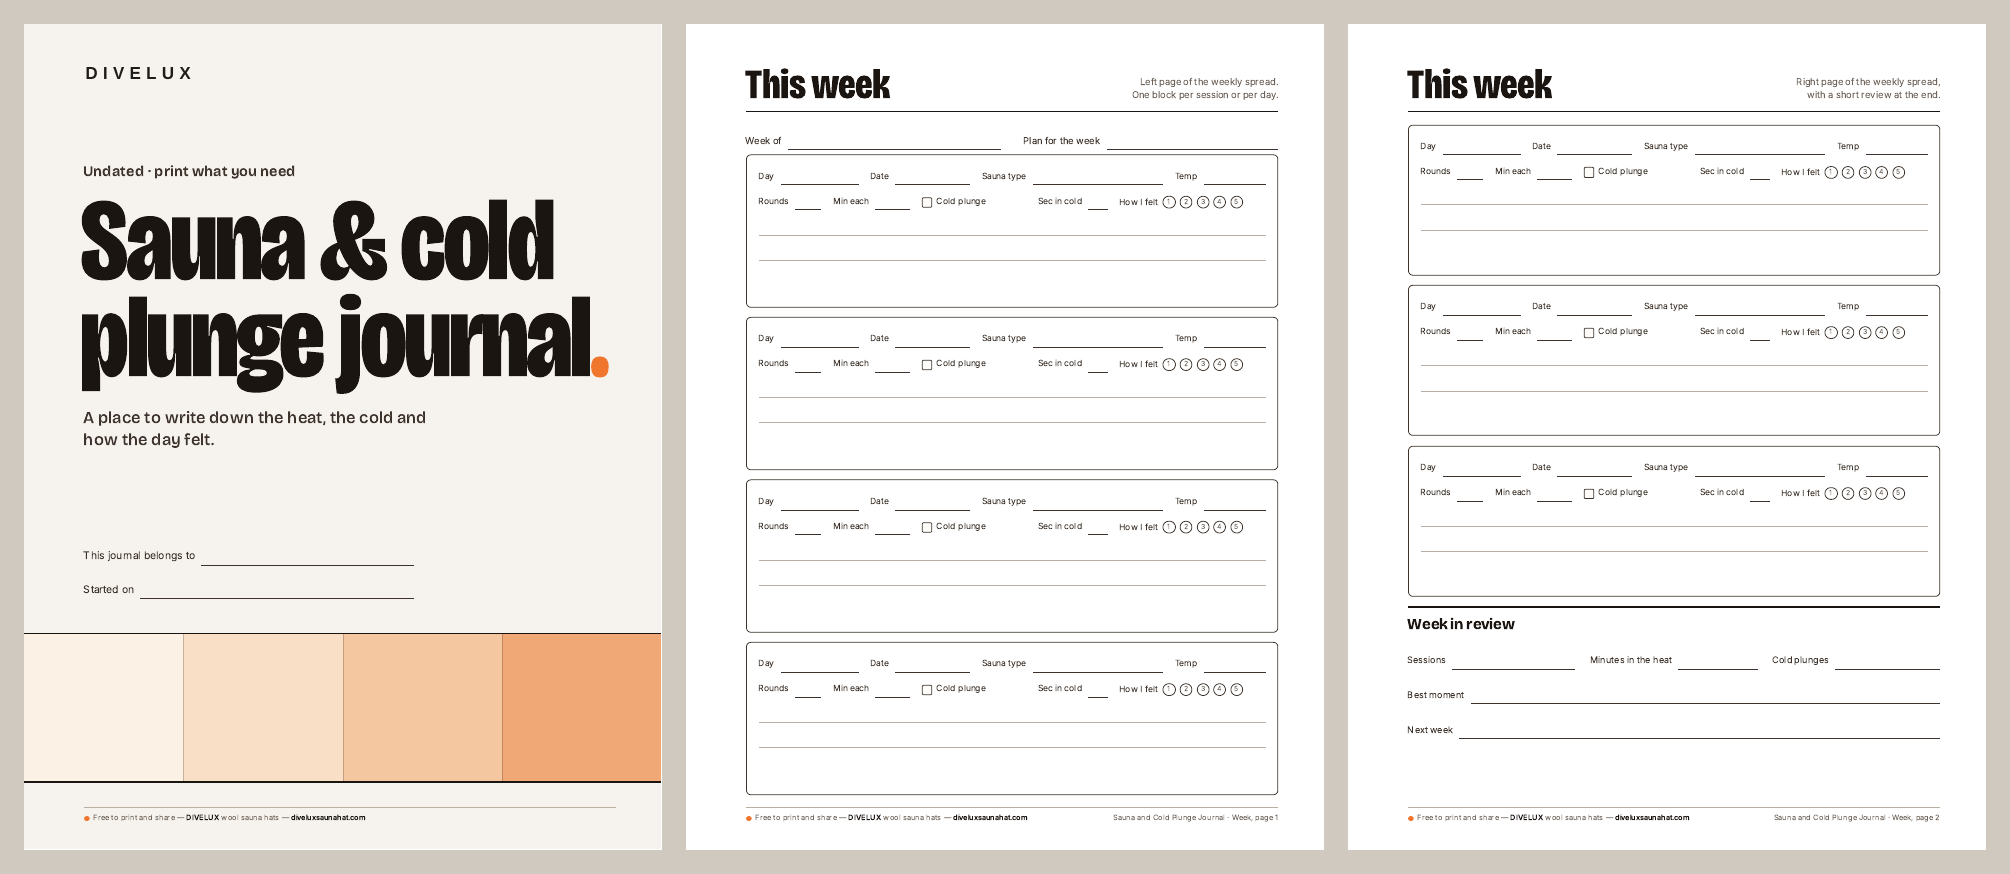 DIVELUX
Undated · print what you need
Sauna & cold
plunge journal.
A place to write down the heat, the cold and
how the day felt.
This journal belongs to
Started on
Free to print and share — DIVELUX wool sauna hats — diveluxsaunahat.com
This week
Left page of the weekly spread.
One block per session or per day.
Week of Plan for the week
Day Date Sauna type Temp
Rounds Min each Cold plunge Sec in cold How I felt 1 2 3 4 5
Day Date Sauna type Temp
Rounds Min each Cold plunge Sec in cold How I felt 1 2 3 4 5
Day Date Sauna type Temp
Rounds Min each Cold plunge Sec in cold How I felt 1 2 3 4 5
Day Date Sauna type Temp
Rounds Min each Cold plunge Sec in cold How I felt 1 2 3 4 5
Free to print and share — DIVELUX wool sauna hats — diveluxsaunahat.com Sauna and Cold Plunge Journal · Week, page 1
This week
Right page of the weekly spread,
with a short review at the end.
Day Date Sauna type Temp
Rounds Min each Cold plunge Sec in cold How I felt 1 2 3 4 5
Day Date Sauna type Temp
Rounds Min each Cold plunge Sec in cold How I felt 1 2 3 4 5
Day Date Sauna type Temp
Rounds Min each Cold plunge Sec in cold How I felt 1 2 3 4 5
Week in review
Sessions Minutes in the heat Cold plunges
Best moment
Next week
Free to print and share — DIVELUX wool sauna hats — diveluxsaunahat.com Sauna and Cold Plunge Journal · Week, page 2